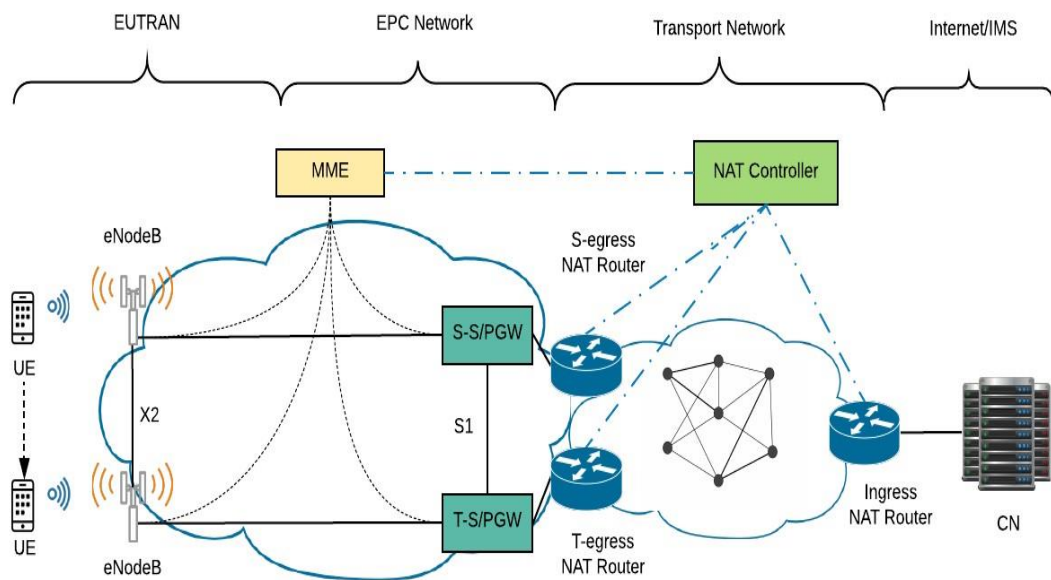 EUTRAN
EPC Network
Transport Network
Internet/IMS
MME
NAT Controller
eNodeB
S-egress
NAT Router
UE
S-S/PGW
X2
S1
UE
eNodeB
T-S/PGW
T-egress
NAT Router
Ingress
NAT Router
CN